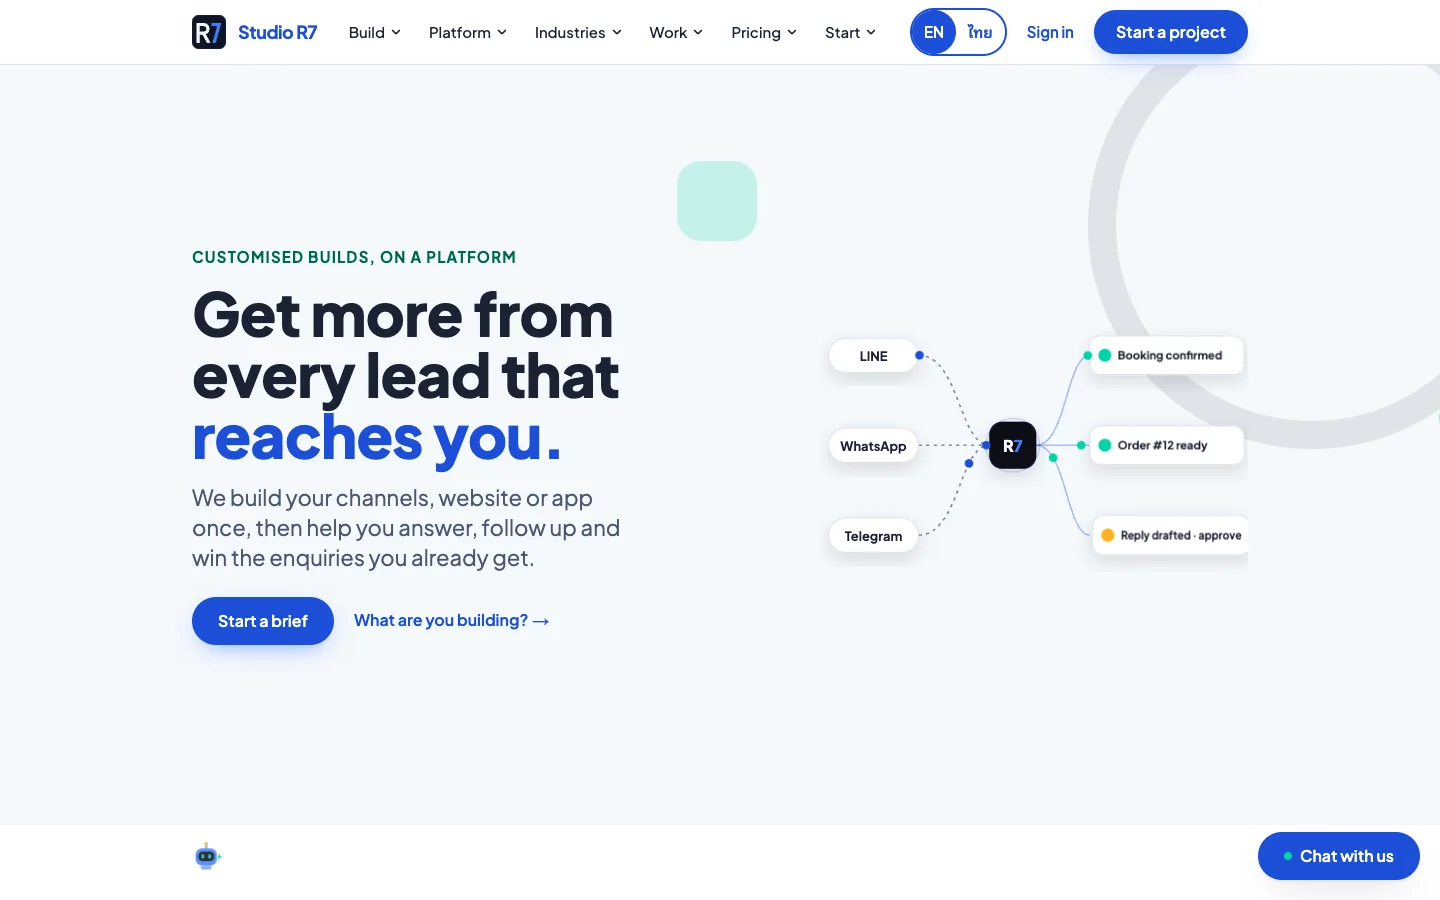 R7 Studio R7 Build Platform Industries Work Pricing Start EN ไทย Sign in Start a project
CUSTOMISED BUILDS, ON A PLATFORM
Get more from
every lead that
reaches you.
We build your channels, website or app
once, then help you answer, follow up and
win the enquiries you already get.
Start a brief What are you building? →
LINE
WhatsApp
Telegram
R7
Booking confirmed
Order #12 ready
Reply drafted · approve
Chat with us